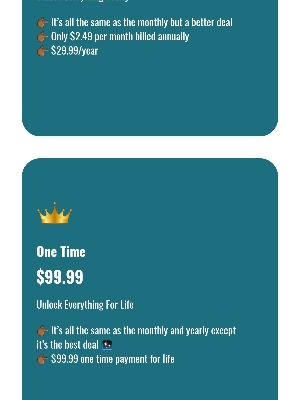 👉🏾 It's all the same as the monthly but a better deal
👉🏾 Only $2.49 per month billed annually
👉🏾 $29.99/year
One Time
$99.99
Unlock Everything For Life
👉🏾 It's all the same as the monthly and yearly except
it's the best deal
👉🏾 $99.99 one time payment for life